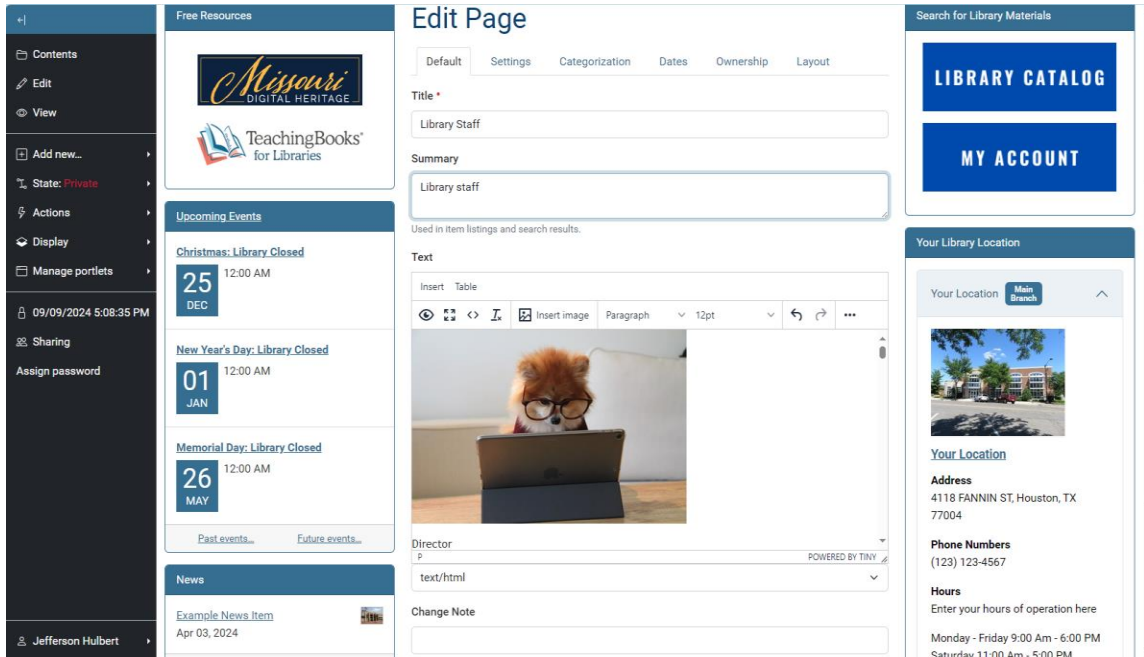 Contents
Edit
View
Add new...
State: Private
Actions
Display
Manage portlets
09/09/2024 5:08:35 PM
Sharing
Assign password
Jefferson Hulbert
Free Resources
Missouri
DIGITAL HERITAGE
TeachingBooks®
for Libraries
Upcoming Events
Christmas: Library Closed
25
DEC
12:00 AM
New Year's Day: Library Closed
01
JAN
12:00 AM
Memorial Day: Library Closed
26
MAY
12:00 AM
Past events... Future events...
News
Example News Item
Apr 03, 2024
Edit Page
Default Settings Categorization Dates Ownership Layout
Title *
Library Staff
Summary
Library staff
Used in item listings and search results.
Text
Insert Table
Insert image Paragraph 12pt
Director
P POWERED BY TINY
text/html
Change Note
Search for Library Materials
LIBRARY CATALOG
MY ACCOUNT
Your Library Location
Your Location Main
Branch
Your Location
Address
4118 FANNIN ST, Houston, TX
77004
Phone Numbers
(123) 123-4567
Hours
Enter your hours of operation here
Monday - Friday 9:00 Am - 6:00 PM
Saturday 11:00 Am - 5:00 PM